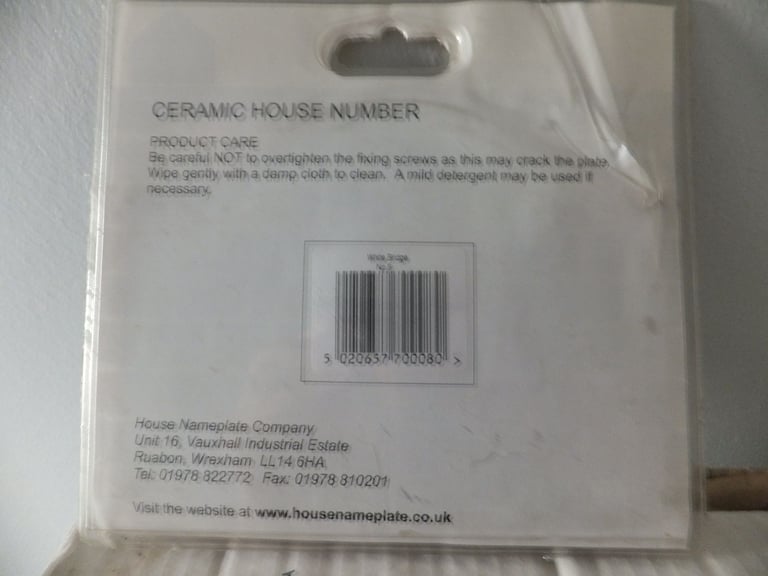 CERAMIC HOUSE NUMBER
PRODUCT CARE
Be careful NOT to overtighten the fixing screws as this may crack the plate.
Wipe gently with a damp cloth to clean. A mild detergent may be used if
necessary.
White Bridge
No.
5 020657 700080 >
House Nameplate Company
Unit 16, Vauxhall Industrial Estate
Ruabon, Wrexham LL14 6HA
Tel: 01978 822772 Fax: 01978 810201
Visit the website at www.housenameplate.co.uk